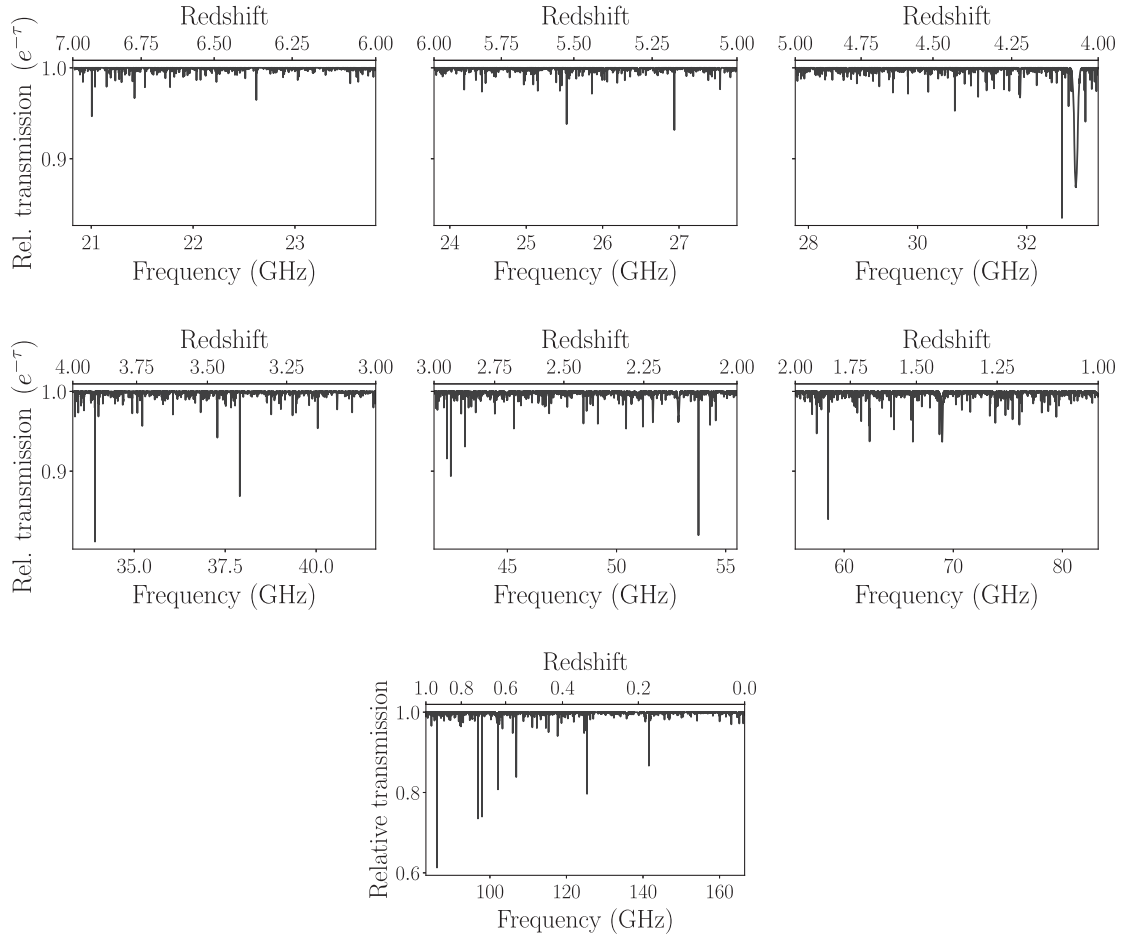 Redshift Redshift Redshift
7.00 6.75 6.50 6.25 6.00 6.00 5.75 5.50 5.25 5.00 5.00 4.75 4.50 4.25 4.00
Rel. transmission (e^{-τ})
1.0
0.9
21 22 23 24 25 26 27 28 30 32
Frequency (GHz) Frequency (GHz) Frequency (GHz)
Redshift Redshift Redshift
4.00 3.75 3.50 3.25 3.00 3.00 2.75 2.50 2.25 2.00 2.00 1.75 1.50 1.25 1.00
Rel. transmission (e^{-τ})
1.0
0.9
35.0 37.5 40.0 45 50 55 60 70 80
Frequency (GHz) Frequency (GHz) Frequency (GHz)
Redshift
1.0 0.8 0.6 0.4 0.2 0.0
Relative transmission
1.0
0.8
0.6
100 120 140 160
Frequency (GHz)